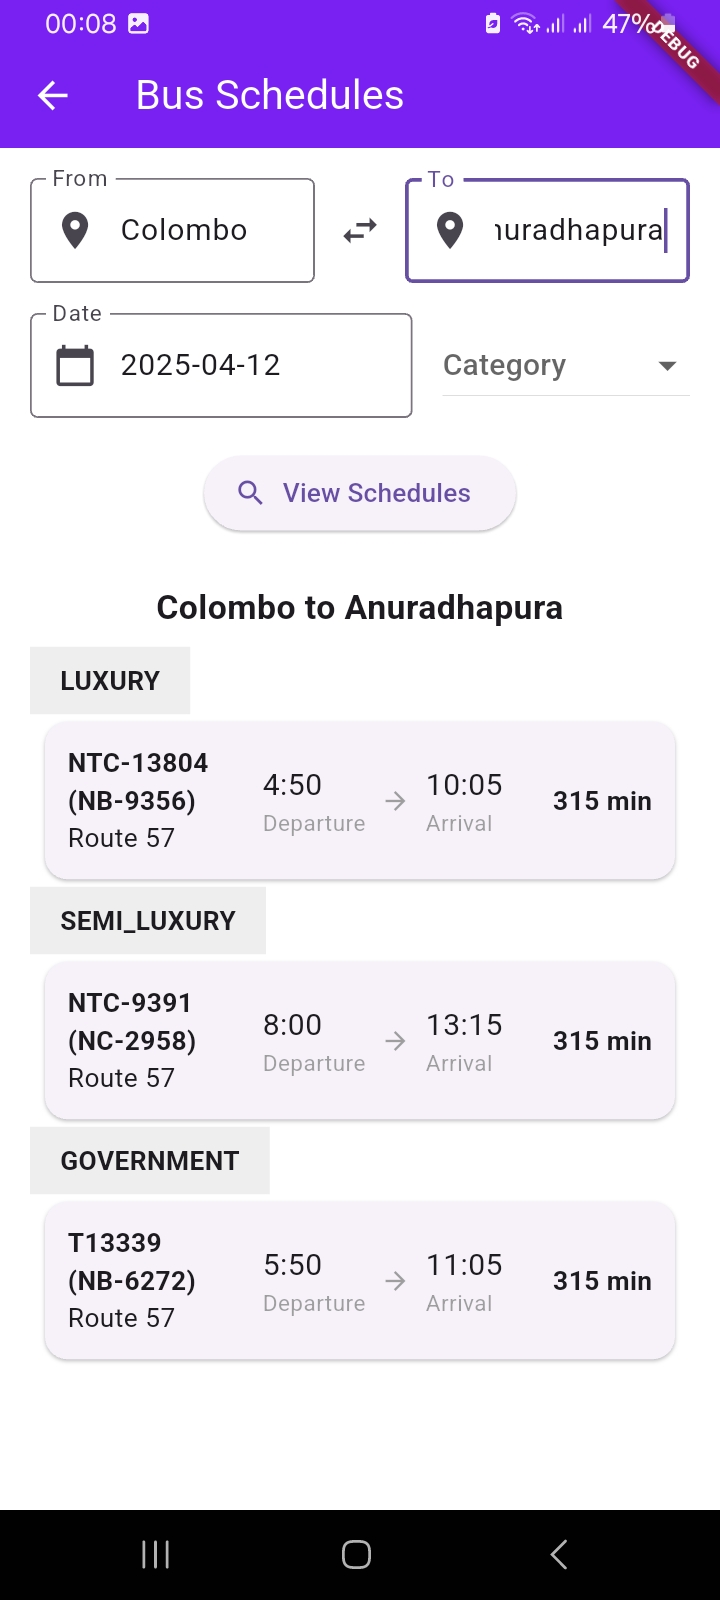 00:08
47%
DEBUG
Bus Schedules
From
To
Colombo
nuradhapura
Date
2025-04-12
Category
View Schedules
Colombo to Anuradhapura
LUXURY
NTC-13804
(NB-9356)
Route 57
4:50
Departure
10:05
Arrival
315 min
SEMI_LUXURY
NTC-9391
(NC-2958)
Route 57
8:00
Departure
13:15
Arrival
315 min
GOVERNMENT
T13339
(NB-6272)
Route 57
5:50
Departure
11:05
Arrival
315 min